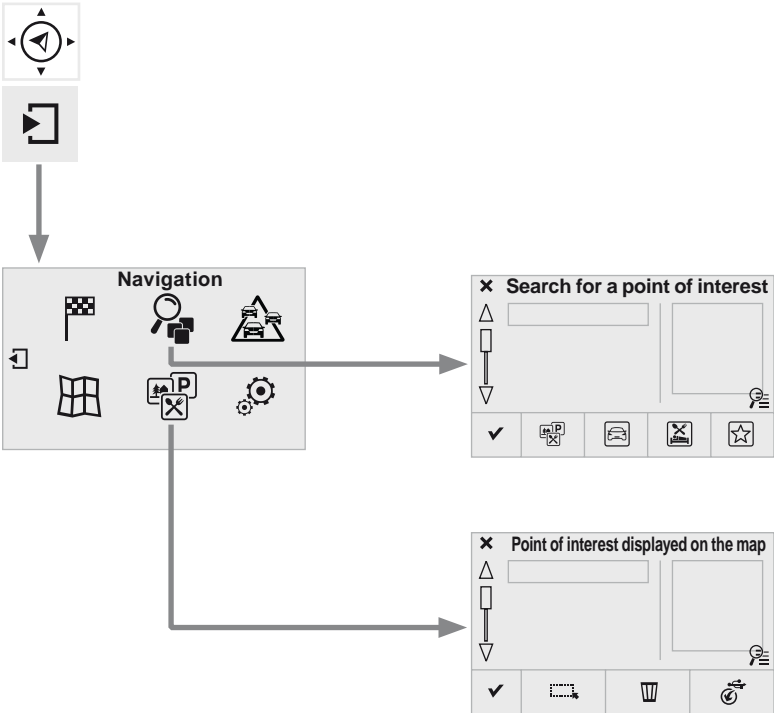 Navigation
P
Search for a point of interest
P
Point of interest displayed on the map